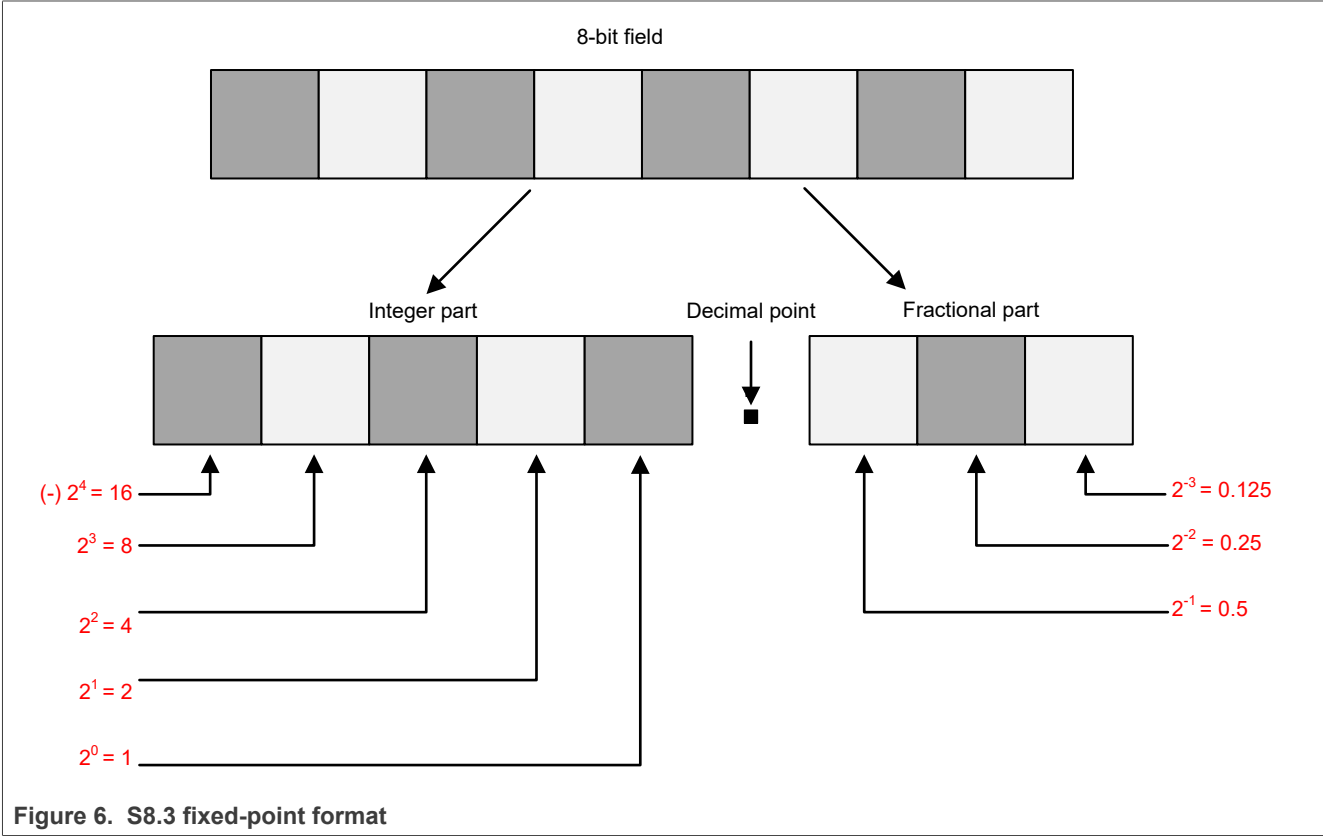 8-bit field
Integer part
Decimal point
Fractional part
(-) 2⁴ = 16
2³ = 8
2² = 4
2¹ = 2
2⁰ = 1
2⁻³ = 0.125
2⁻² = 0.25
2⁻¹ = 0.5
Figure 6. S8.3 fixed-point format